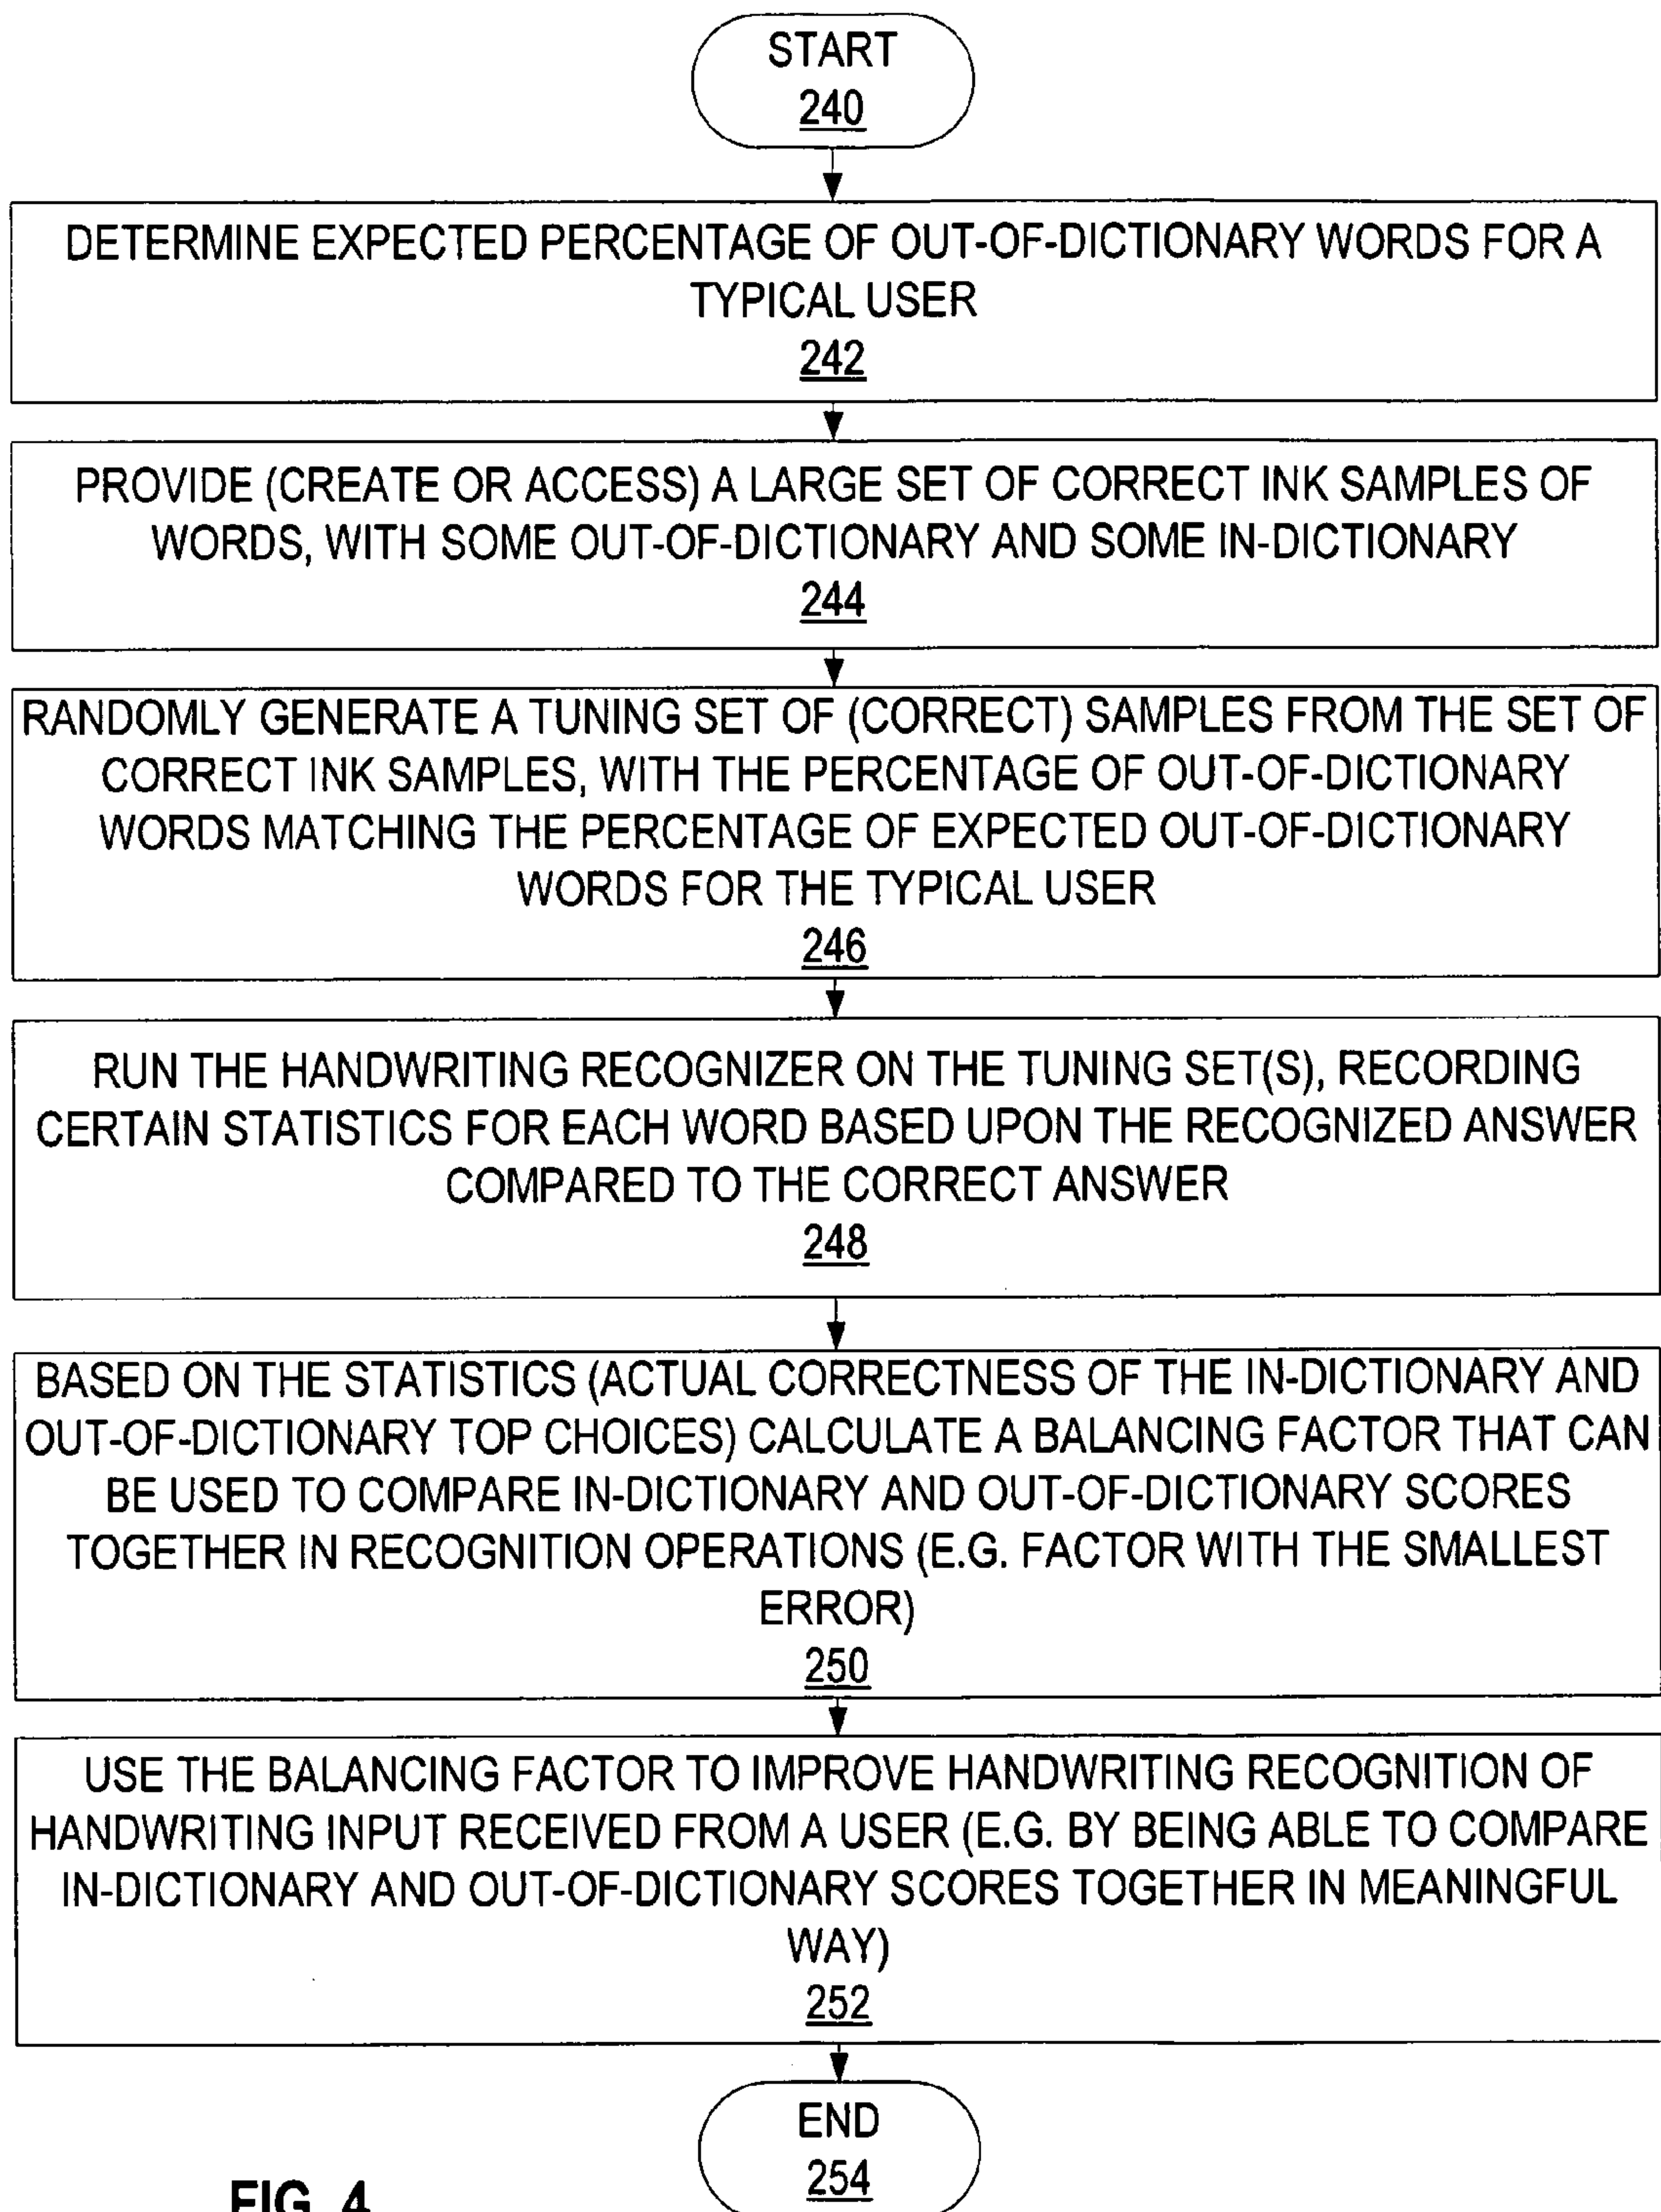 START
240
DETERMINE EXPECTED PERCENTAGE OF OUT-OF-DICTIONARY WORDS FOR A
TYPICAL USER
242
PROVIDE (CREATE OR ACCESS) A LARGE SET OF CORRECT INK SAMPLES OF
WORDS, WITH SOME OUT-OF-DICTIONARY AND SOME IN-DICTIONARY
244
RANDOMLY GENERATE A TUNING SET OF (CORRECT) SAMPLES FROM THE SET OF
CORRECT INK SAMPLES, WITH THE PERCENTAGE OF OUT-OF-DICTIONARY
WORDS MATCHING THE PERCENTAGE OF EXPECTED OUT-OF-DICTIONARY
WORDS FOR THE TYPICAL USER
246
RUN THE HANDWRITING RECOGNIZER ON THE TUNING SET(S), RECORDING
CERTAIN STATISTICS FOR EACH WORD BASED UPON THE RECOGNIZED ANSWER
COMPARED TO THE CORRECT ANSWER
248
BASED ON THE STATISTICS (ACTUAL CORRECTNESS OF THE IN-DICTIONARY AND
OUT-OF-DICTIONARY TOP CHOICES) CALCULATE A BALANCING FACTOR THAT CAN
BE USED TO COMPARE IN-DICTIONARY AND OUT-OF-DICTIONARY SCORES
TOGETHER IN RECOGNITION OPERATIONS (E.G. FACTOR WITH THE SMALLEST
ERROR)
250
USE THE BALANCING FACTOR TO IMPROVE HANDWRITING RECOGNITION OF
HANDWRITING INPUT RECEIVED FROM A USER (E.G. BY BEING ABLE TO COMPARE
IN-DICTIONARY AND OUT-OF-DICTIONARY SCORES TOGETHER IN MEANINGFUL
WAY)
252
END
254
FIG. 4